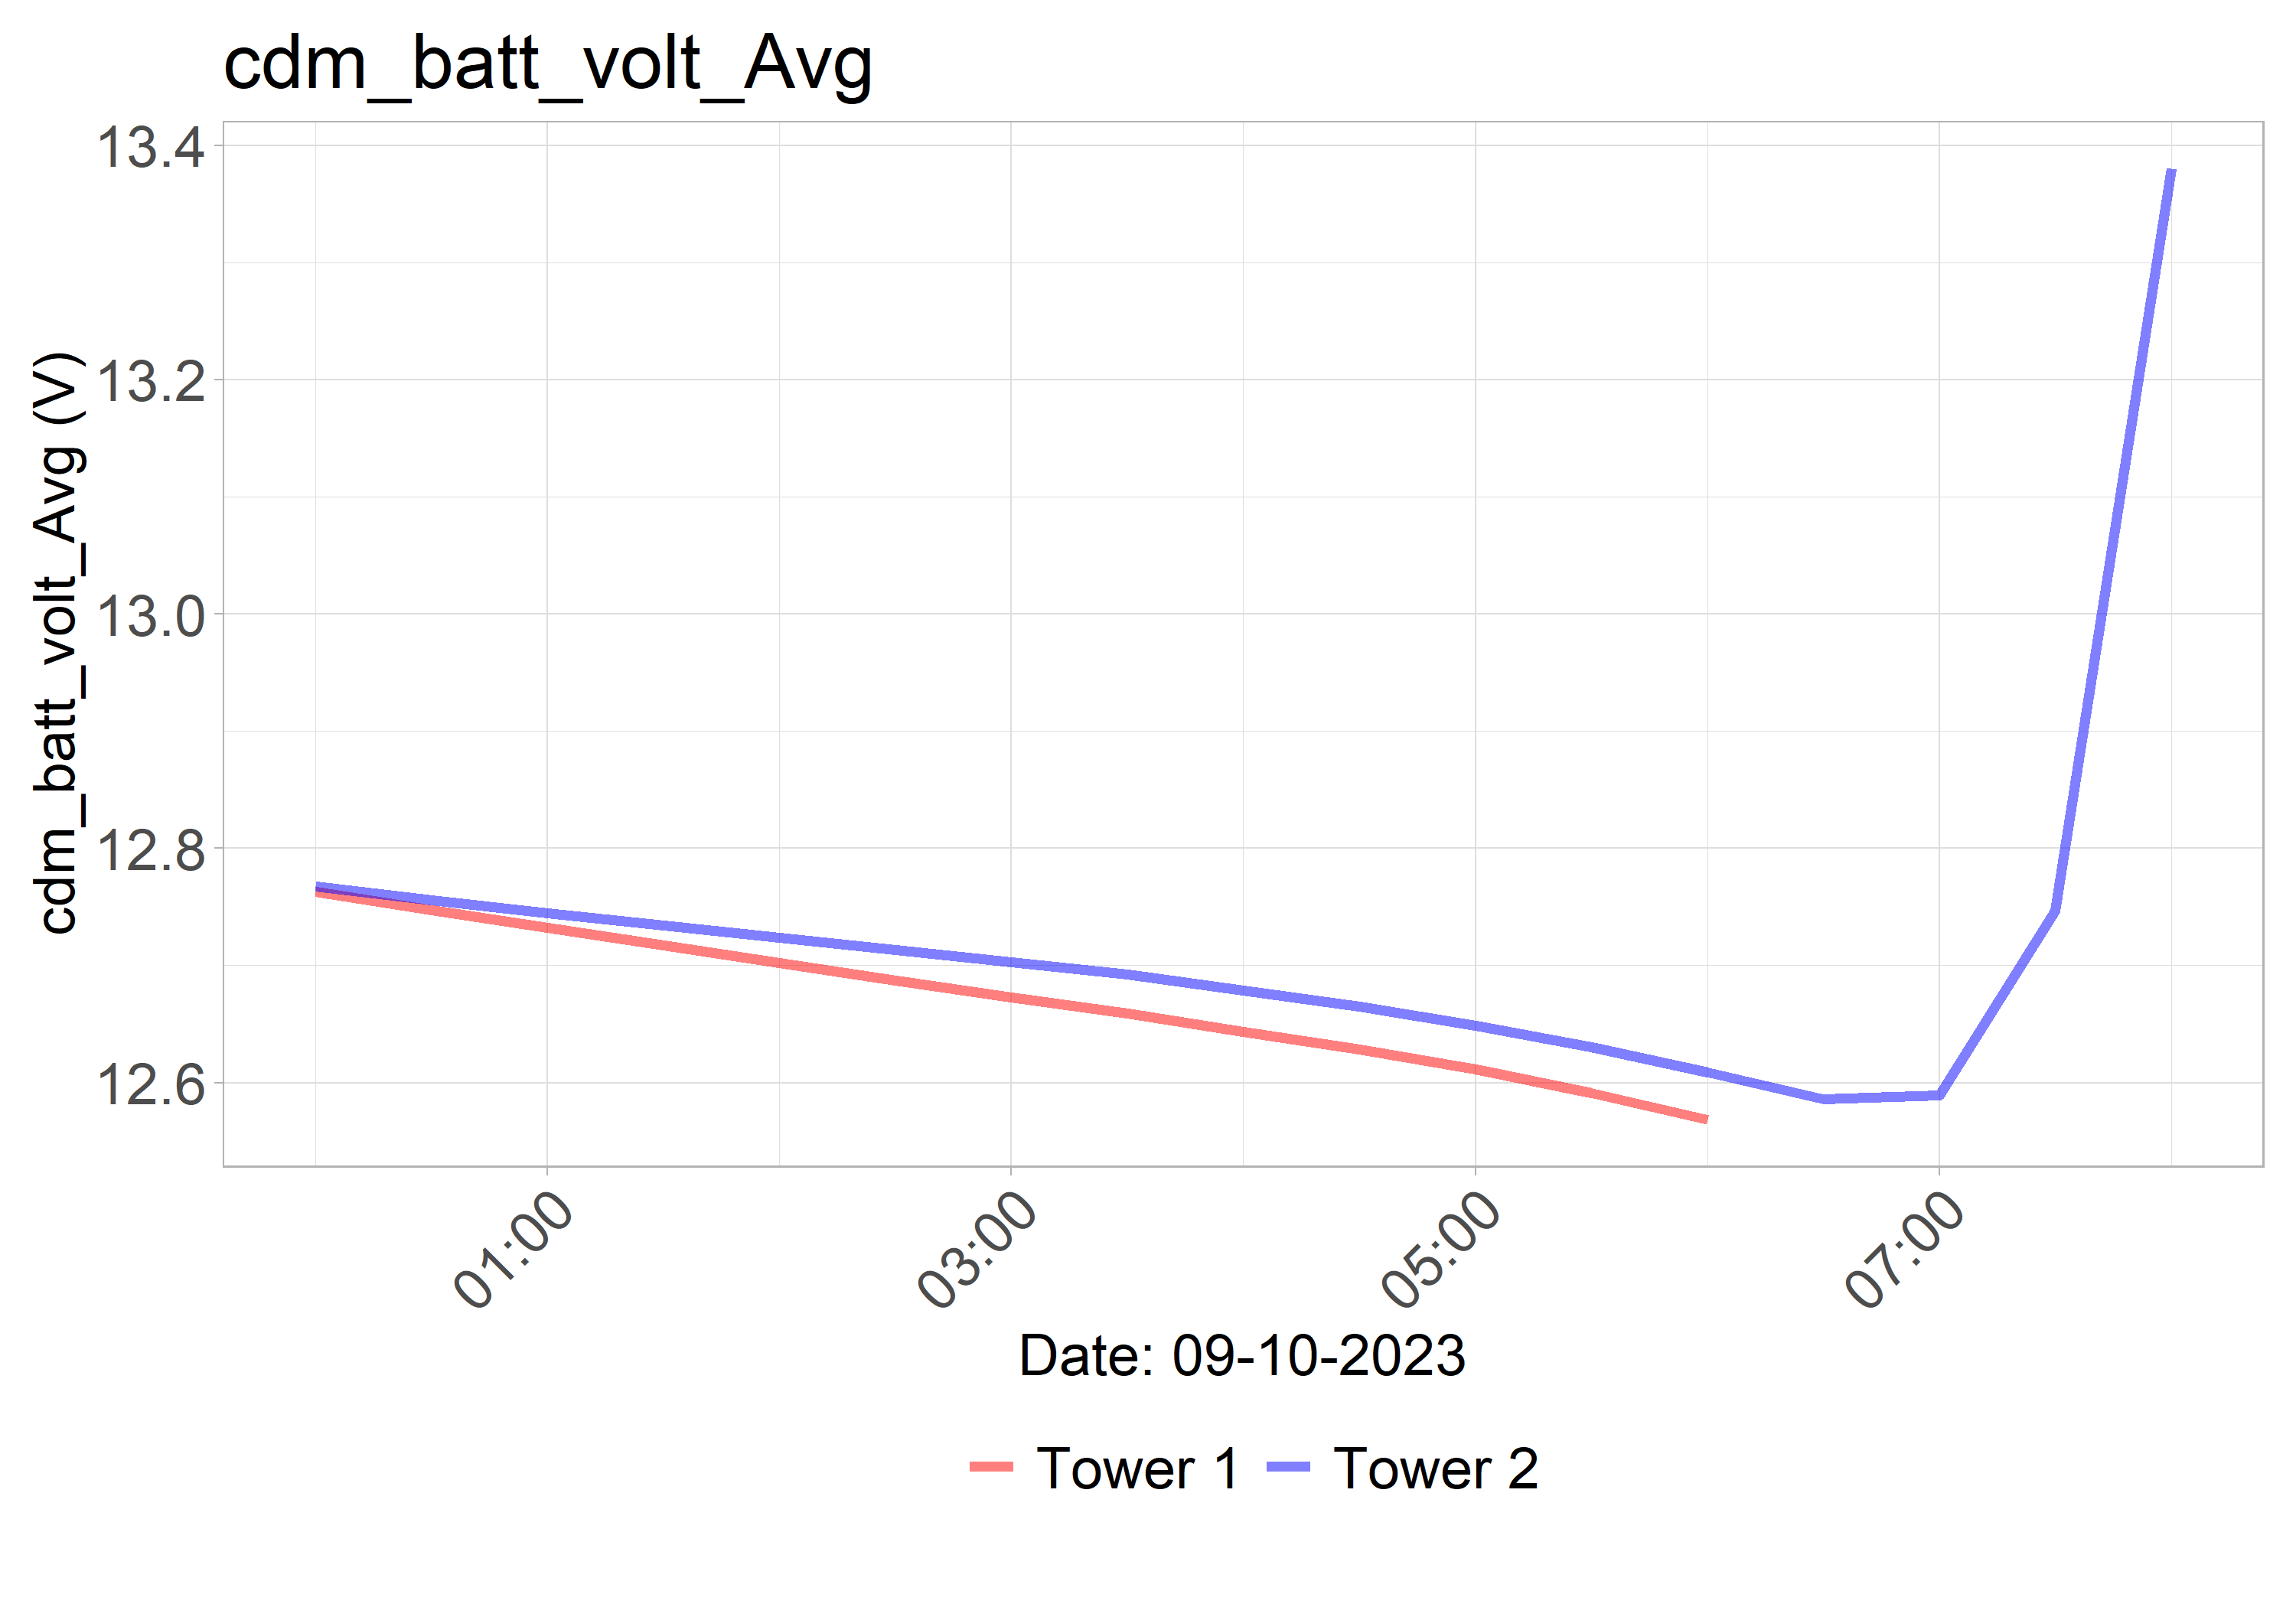 cdm_batt_volt_Avg
cdm_batt_volt_Avg (V)
13.4
13.2
13.0
12.8
12.6
01:00
03:00
05:00
07:00
Date: 09-10-2023
Tower 1
Tower 2